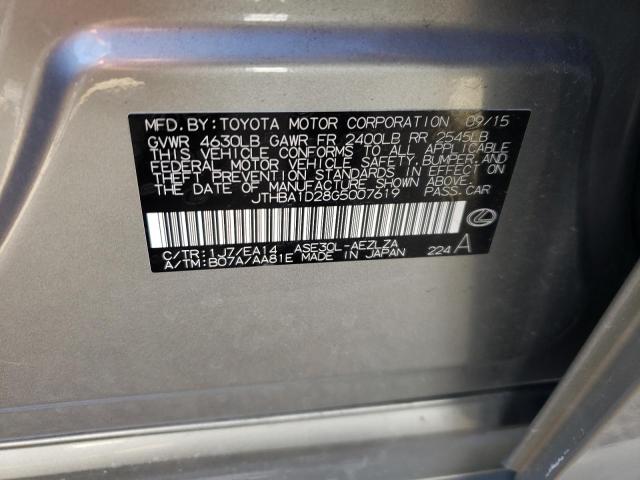 MFD.BY:TOYOTA MOTOR CORPORATION 09/15
GVWR 4630LB GAWR FR 2400LB RR 2545LB
THIS VEHICLE CONFORMS TO ALL APPLICABLE
FEDERAL MOTOR VEHICLE SAFETY, BUMPER, AND
THEFT PREVENTION STANDARDS IN EFFECT ON
THE DATE OF MANUFACTURE SHOWN ABOVE.
JTHBA1D28G5007619 PASS.CAR
C/TR:1J7/EA14 ASE30L-AEZLZA
A/TM:B07A/AA81E MADE IN JAPAN 224 A